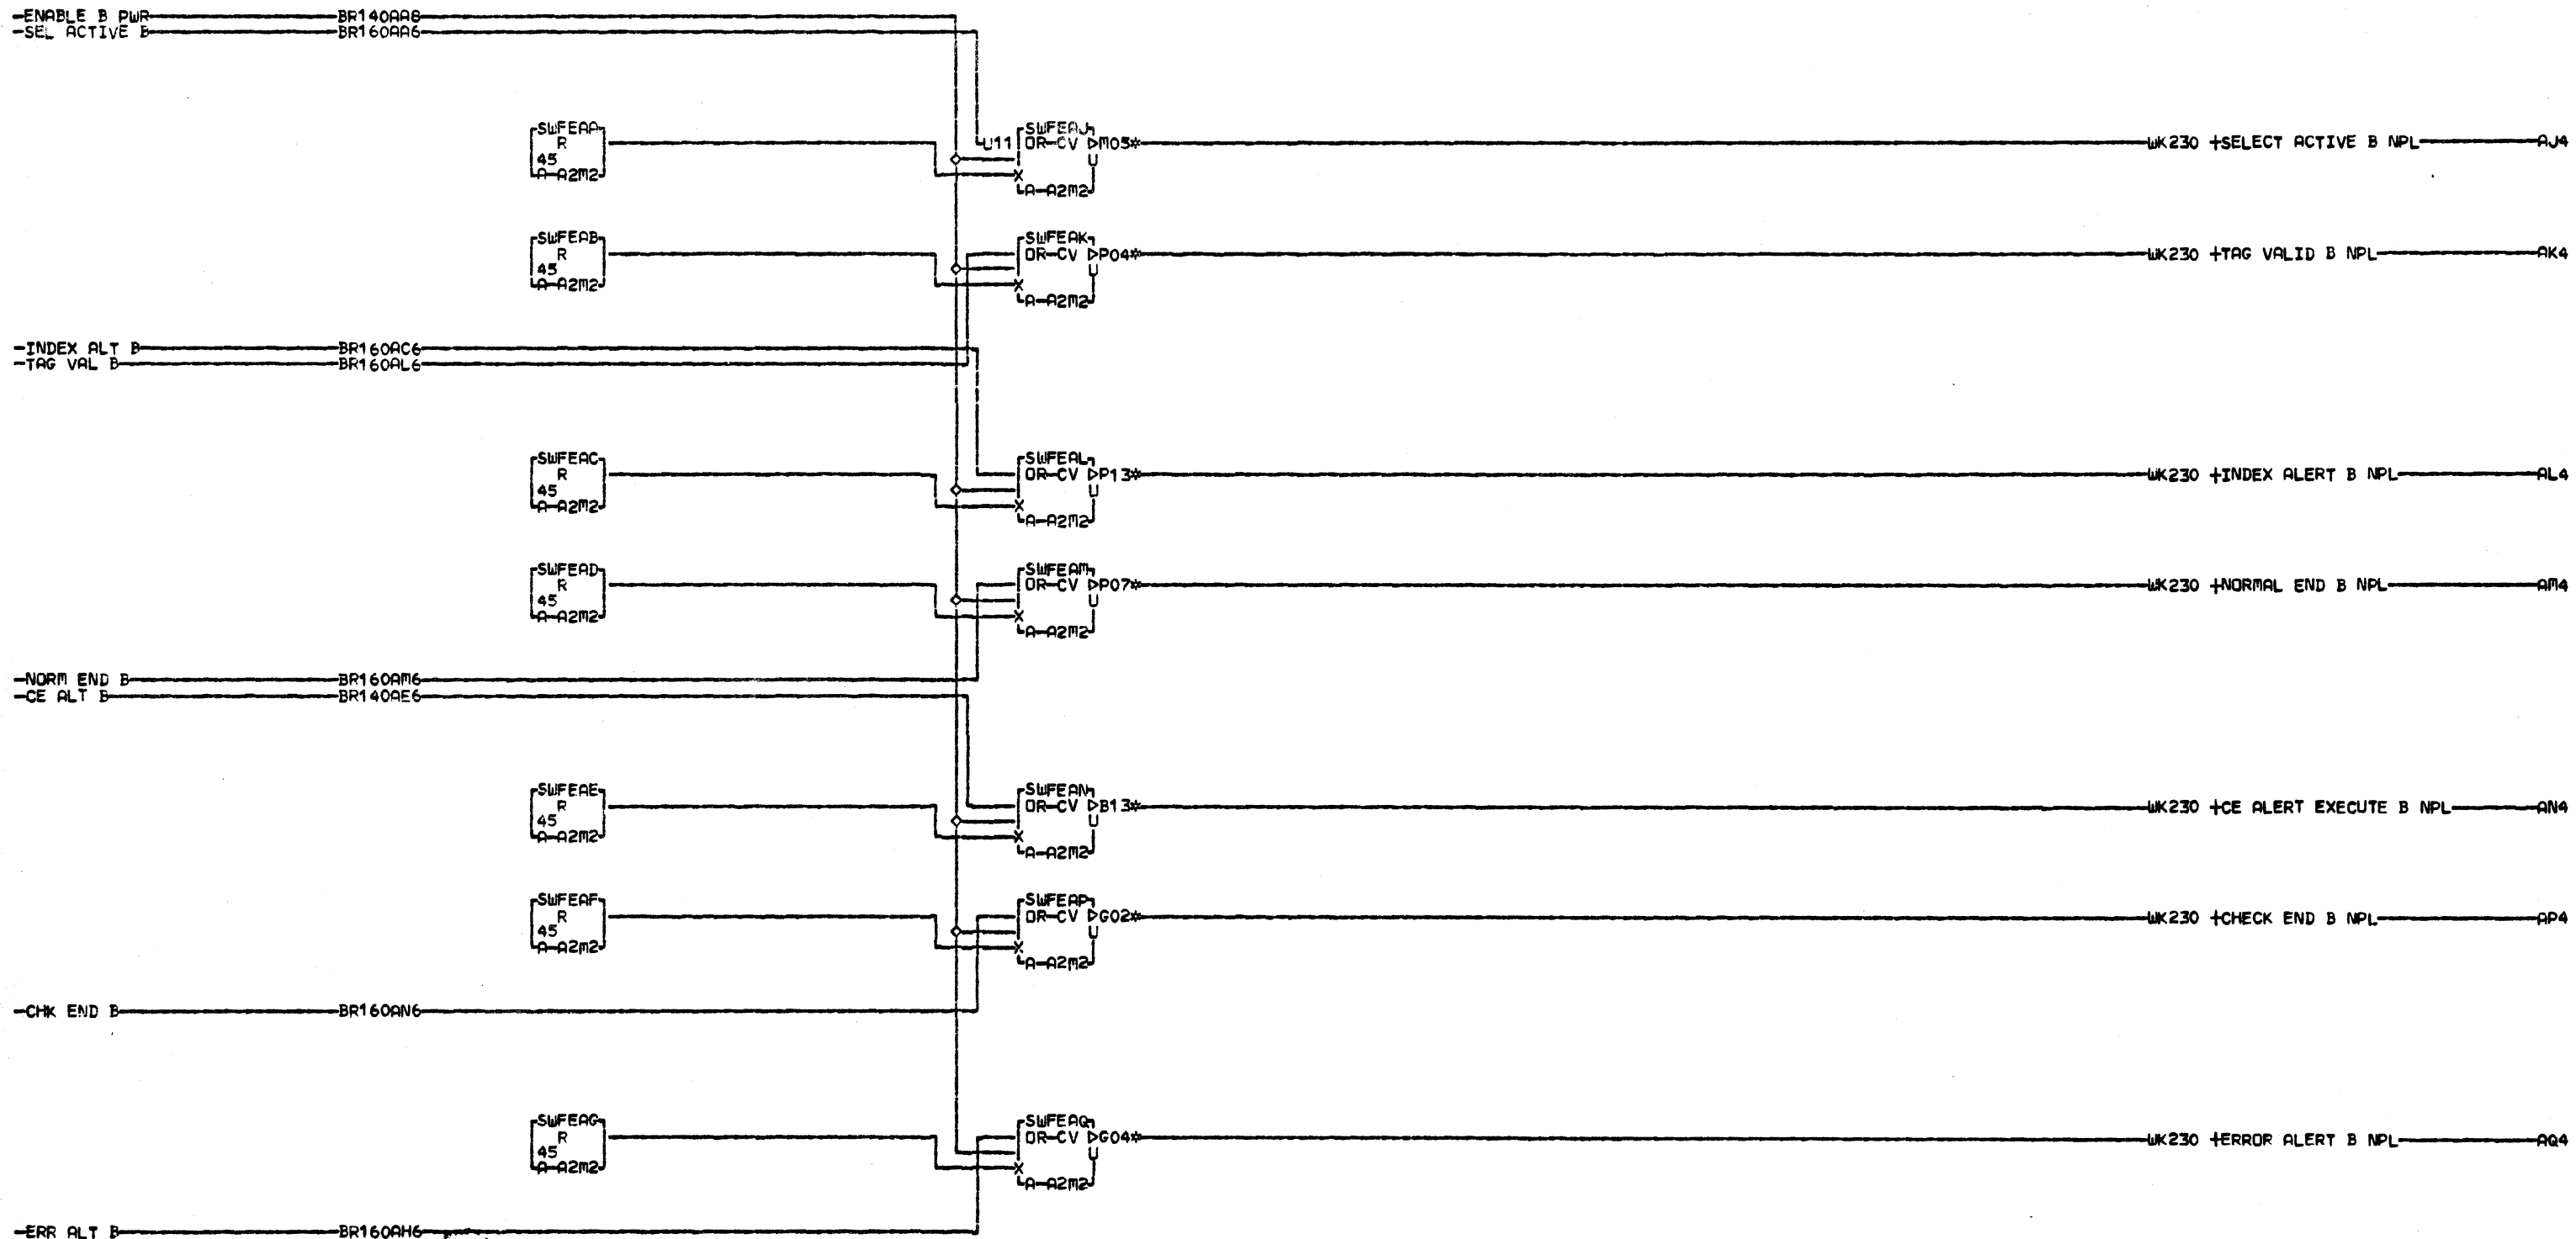 -ENABLE B PWR BR140AA8
-SEL ACTIVE B BR160AA6
SWFEAA SWFEAJ
R U11 OR-CV M05* WK230 +SELECT ACTIVE B NPL AJ4
45 U
A-A2M2 X
A-A2M2
SWFEAB SWFEAK
R OR-CV P04* WK230 +TAG VALID B NPL AK4
45 U
A-A2M2 X
A-A2M2
-INDEX ALT B BR160AC6
-TAG VAL B BR160AL6
SWFEAC SWFEAL
R OR-CV P13* WK230 +INDEX ALERT B NPL AL4
45 U
A-A2M2 X
A-A2M2
SWFEAD SWFEAM
R OR-CV P07* WK230 +NORMAL END B NPL AM4
45 U
A-A2M2 X
A-A2M2
-NORM END B BR160AM6
-CE ALT B BR140AE6
SWFEAE SWFEAN
R OR-CV B13* WK230 +CE ALERT EXECUTE B NPL AN4
45 U
A-A2M2 X
A-A2M2
SWFEAF SWFEAP
R OR-CV G02* WK230 +CHECK END B NPL AP4
45 U
A-A2M2 X
A-A2M2
-CHK END B BR160AN6
SWFEAG SWFEAQ
R OR-CV G04* WK230 +ERROR ALERT B NPL AQ4
45 U
A-A2M2 X
A-A2M2
-ERR ALT B BR160AH6